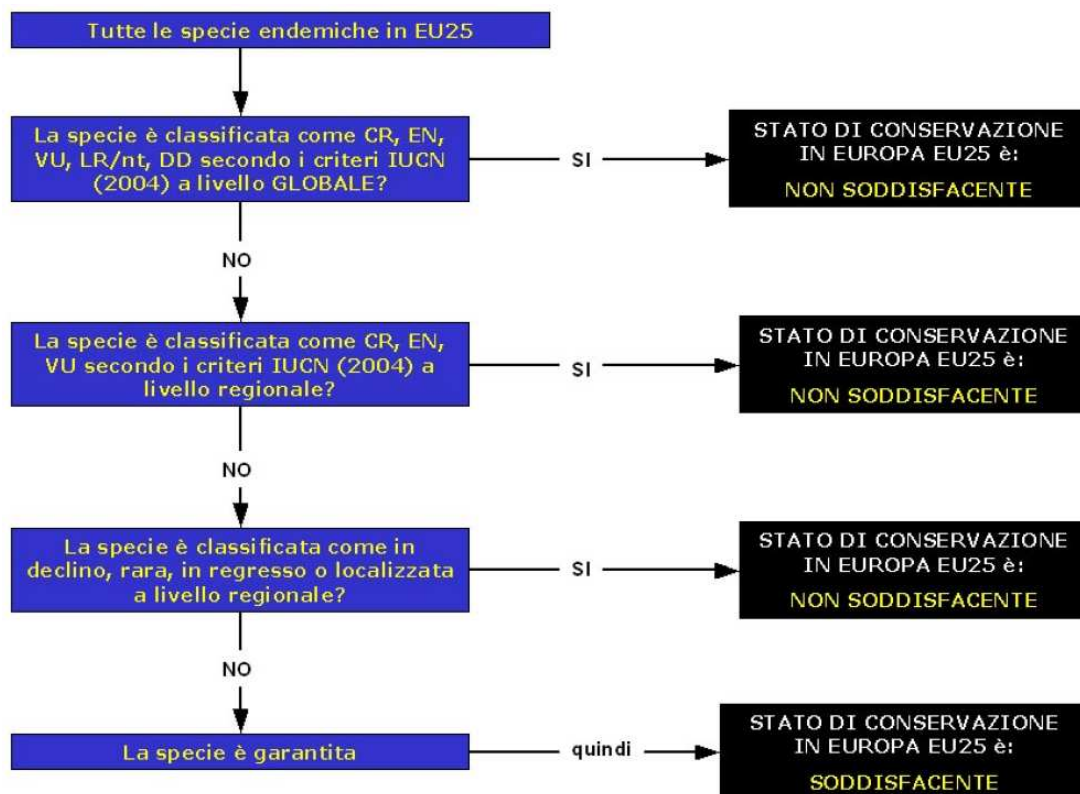 Tutte le specie endemiche in EU25
La specie è classificata come CR, EN,
VU, LR/nt, DD secondo i criteri IUCN
(2004) a livello GLOBALE?
SI
STATO DI CONSERVAZIONE
IN EUROPA EU25 è:
NON SODDISFACENTE
NO
La specie è classificata come CR, EN,
VU secondo i criteri IUCN (2004) a
livello regionale?
SI
STATO DI CONSERVAZIONE
IN EUROPA EU25 è:
NON SODDISFACENTE
NO
La specie è classificata come in
declino, rara, in regresso o localizzata
a livello regionale?
SI
STATO DI CONSERVAZIONE
IN EUROPA EU25 è:
NON SODDISFACENTE
NO
La specie è garantita
quindi
STATO DI CONSERVAZIONE
IN EUROPA EU25 è:
SODDISFACENTE